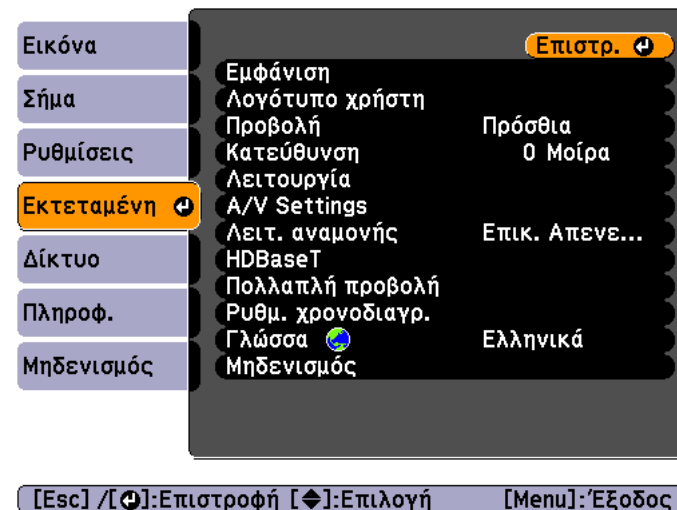 Εικόνα
Σήμα
Ρυθμίσεις
Εκτεταμένη
Δίκτυο
Πληροφ.
Μηδενισμός
Επιστρ.
Εμφάνιση
Λογότυπο χρήστη
Προβολή Πρόσθια
Κατεύθυνση 0 Μοίρα
Λειτουργία
A/V Settings
Λειτ. αναμονής Επικ. Απενε...
HDBaseT
Πολλαπλή προβολή
Ρυθμ. χρονοδιαγρ.
Γλώσσα Ελληνικά
Μηδενισμός
[Esc] /[⏎]:Επιστροφή [◆]:Επιλογή [Menu]:Έξοδος